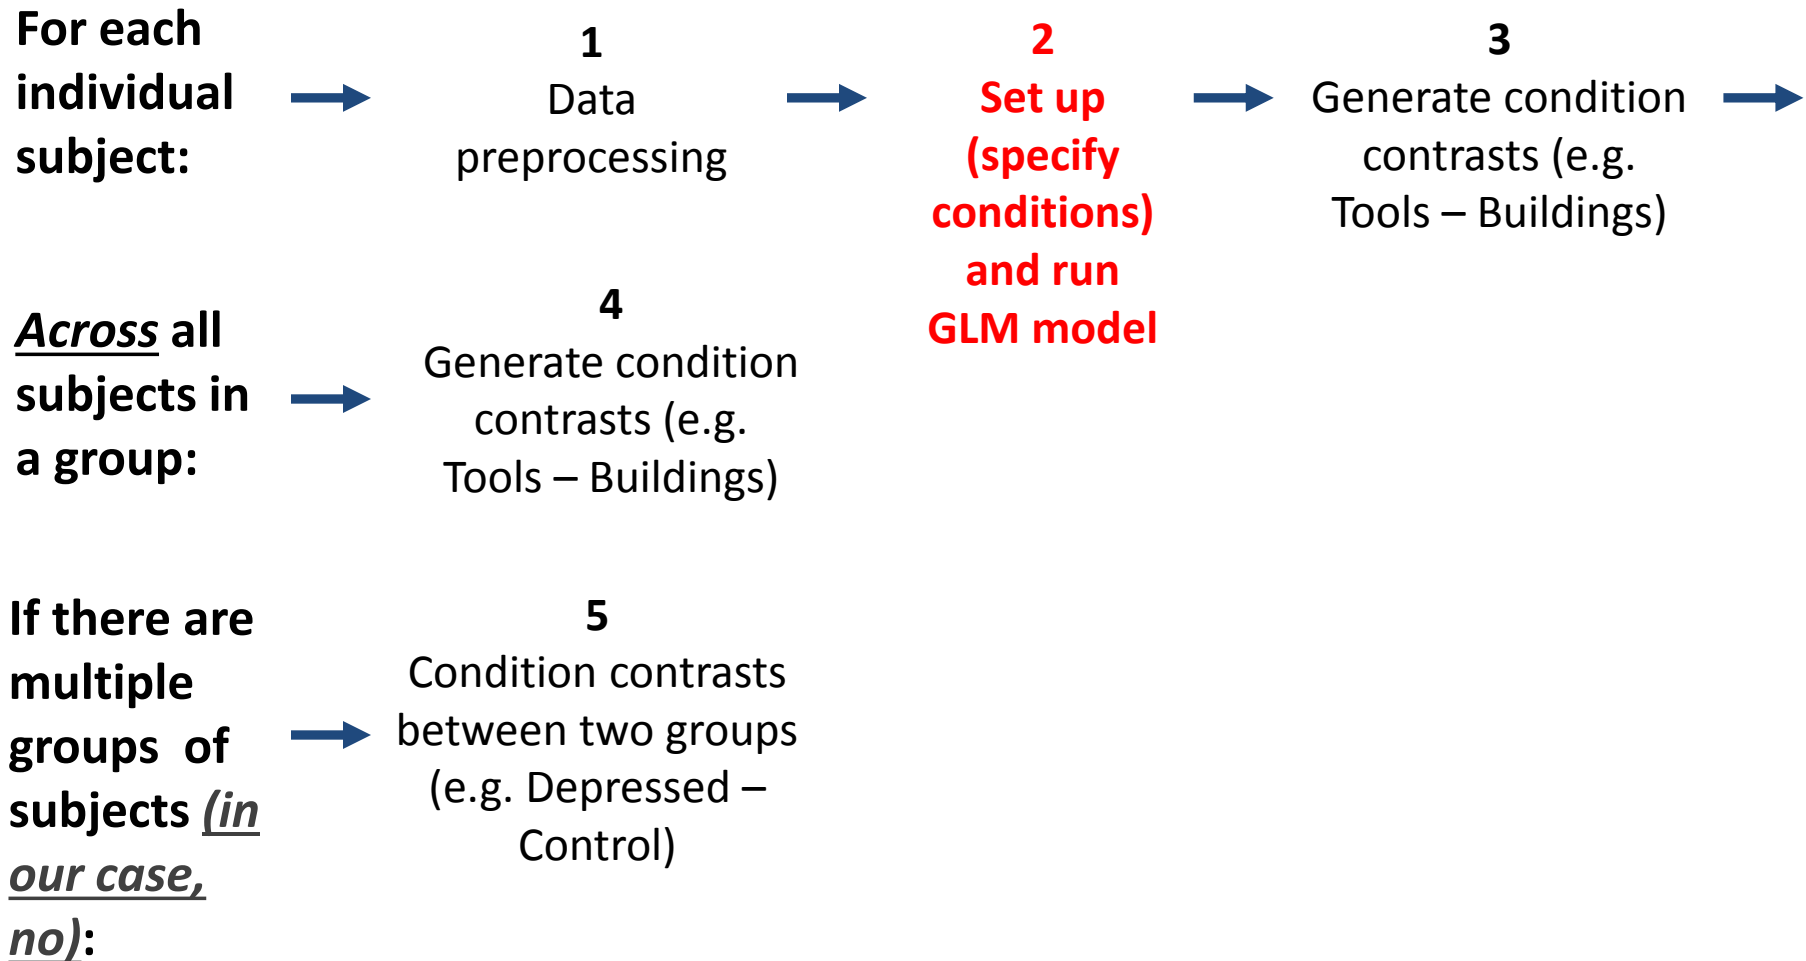 For each
individual
subject:
1
Data
preprocessing
2
Set up
(specify
conditions)
and run
GLM model
3
Generate condition
contrasts (e.g.
Tools – Buildings)
Across all
subjects in
a group:
4
Generate condition
contrasts (e.g.
Tools – Buildings)
If there are
multiple
groups  of
subjects (in
our case,
no):
5
Condition contrasts
between two groups
(e.g. Depressed –
Control)